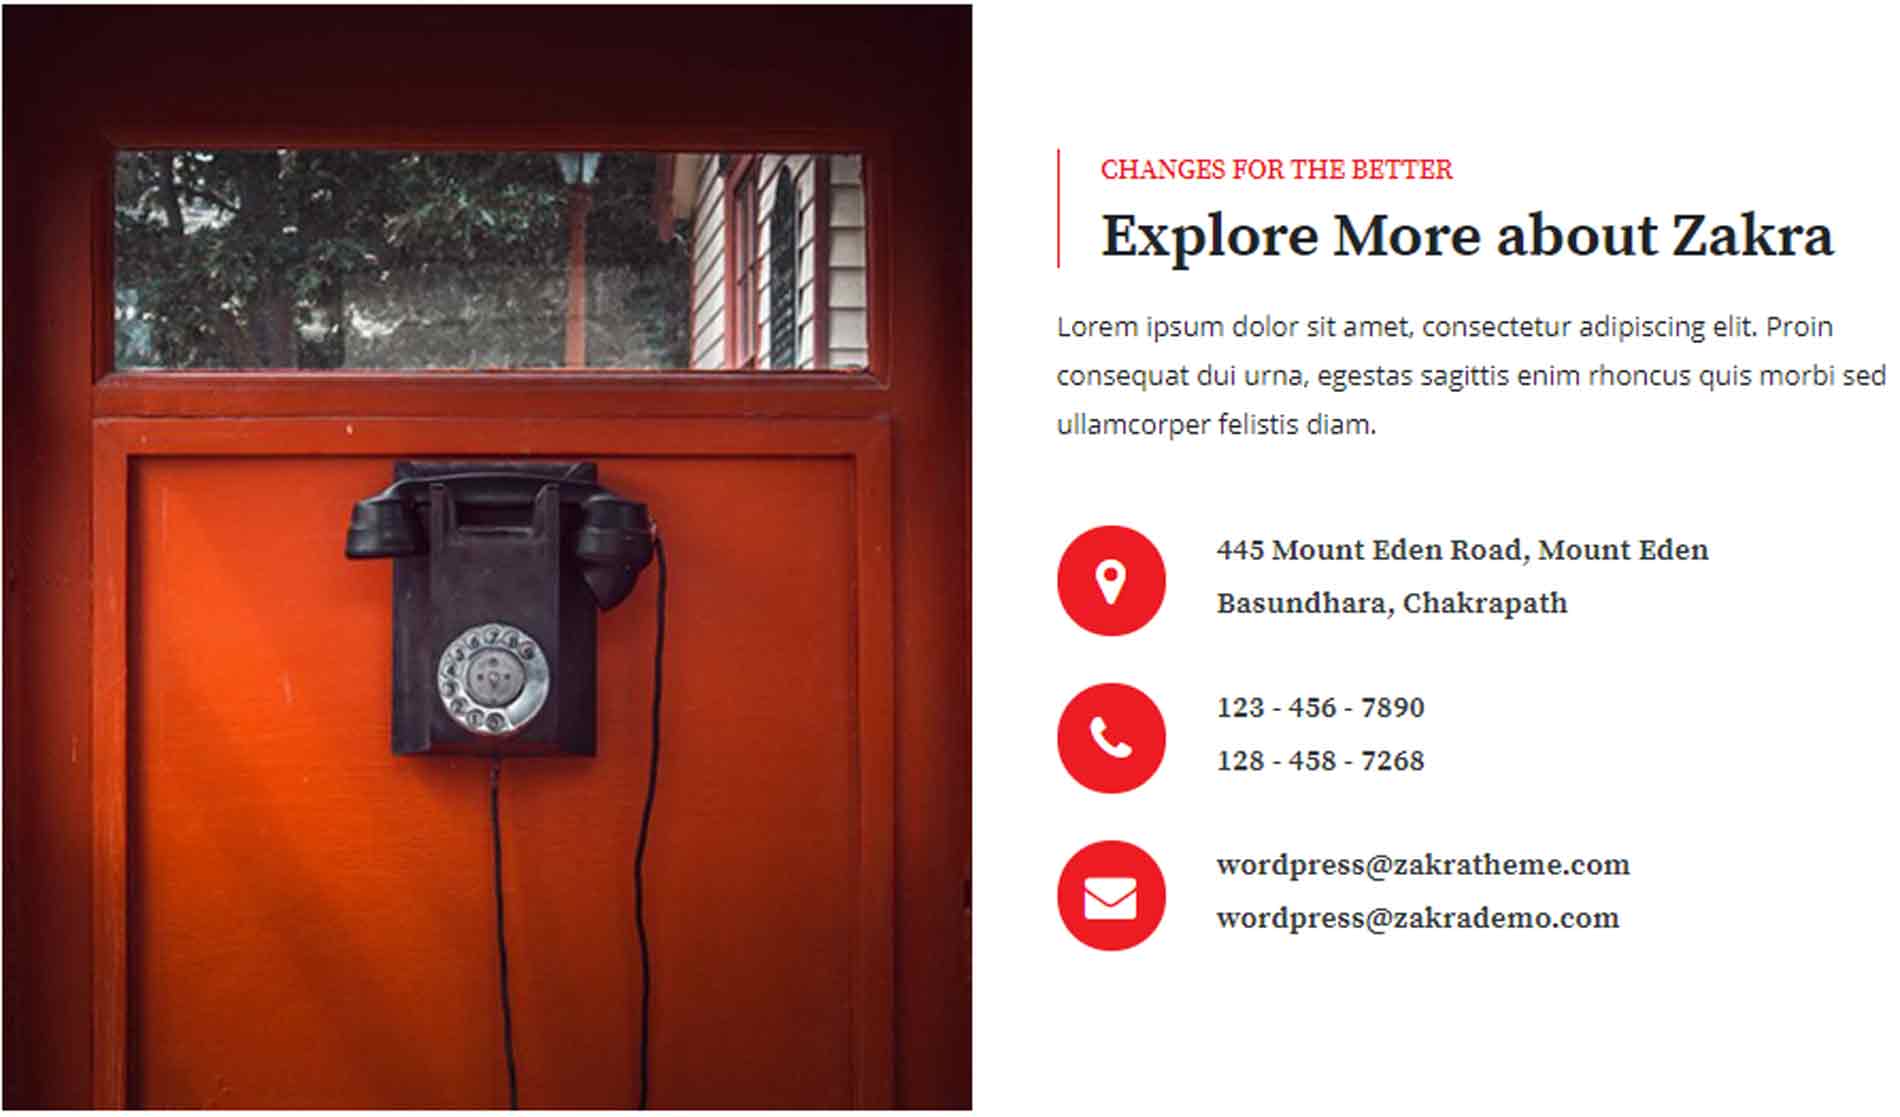 CHANGES FOR THE BETTER
Explore More about Zakra
Lorem ipsum dolor sit amet, consectetur adipiscing elit. Proin
consequat dui urna, egestas sagittis enim rhoncus quis morbi sed
ullamcorper felistis diam.
445 Mount Eden Road, Mount Eden
Basundhara, Chakrapath
123 - 456 - 7890
128 - 458 - 7268
wordpress@zakratheme.com
wordpress@zakrademo.com